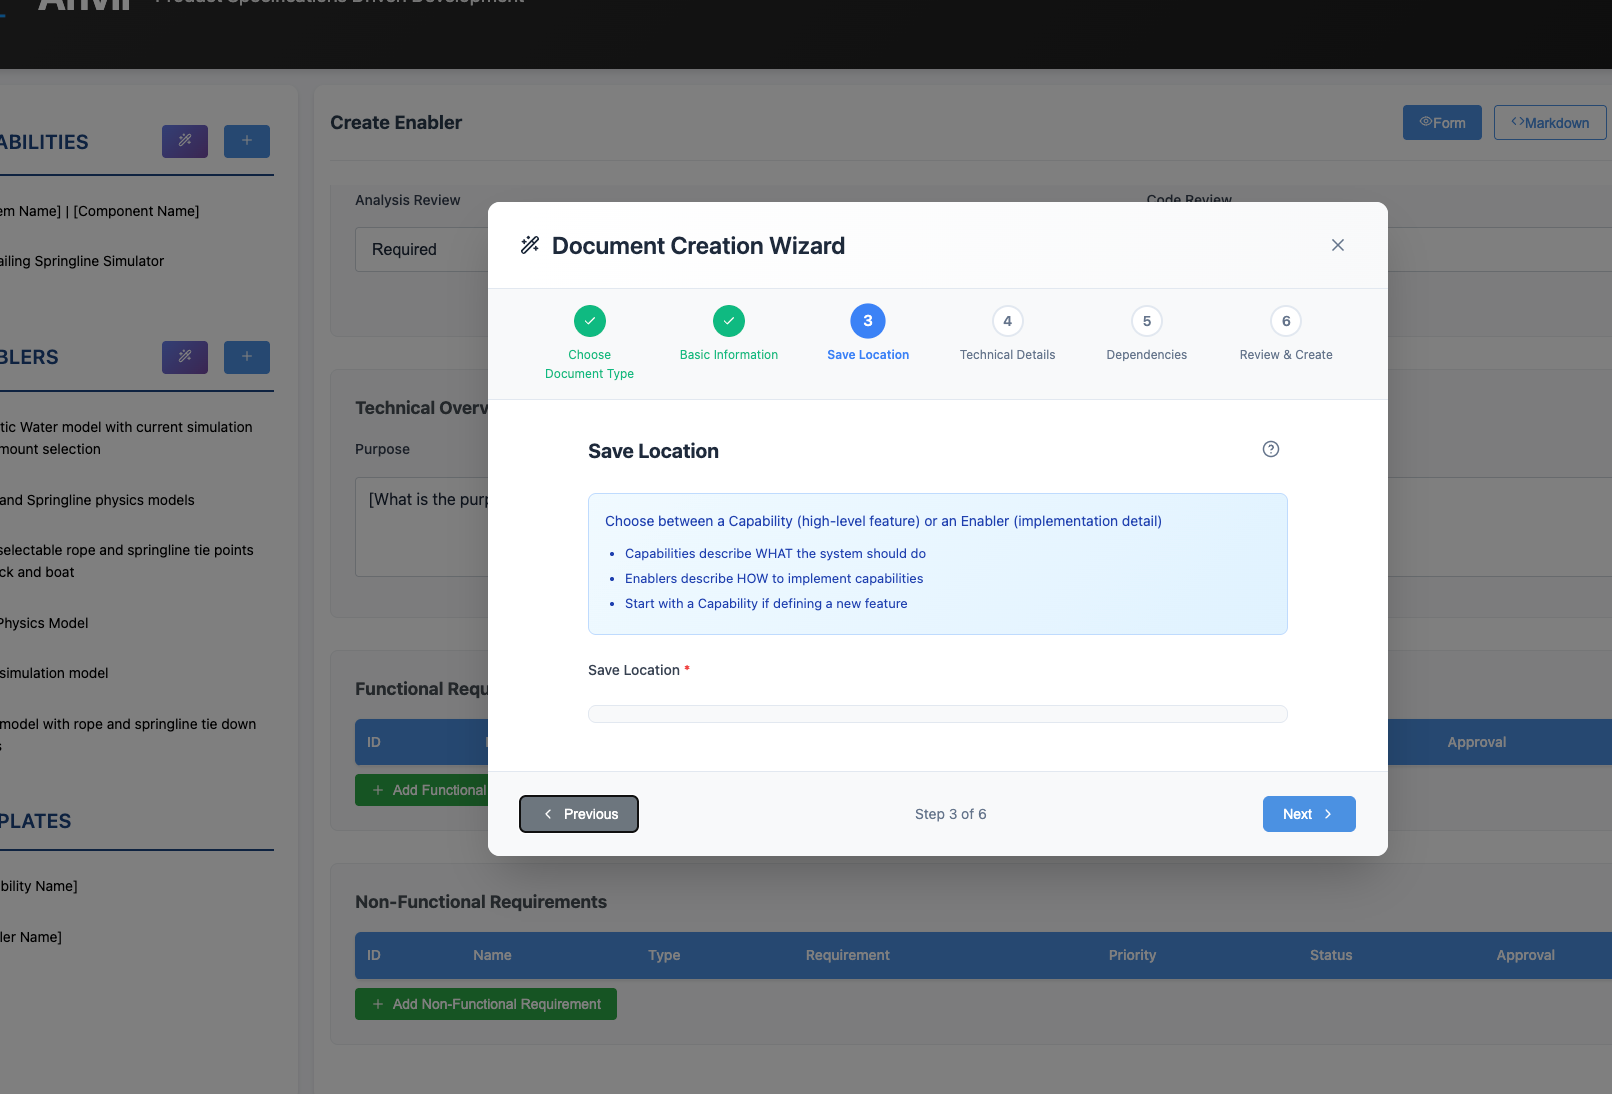 Anvil Product Specifications Driven Development
ABILITIES
em Name] | [Component Name]
ailing Springline Simulator
BLERS
tic Water model with current simulation
mount selection
and Springline physics models
selectable rope and springline tie points
ck and boat
Physics Model
simulation model
model with rope and springline tie down
s
PLATES
bility Name]
ler Name]
Create Enabler
Form
Markdown
Analysis Review
Code Review
Required
Technical Overv
Purpose
[What is the purp
Functional Requ
ID
Approval
Add Functional
Non-Functional Requirements
ID Name Type Requirement Priority Status Approval
Add Non-Functional Requirement
Document Creation Wizard
3
4
5
6
Choose
Document Type
Basic Information
Save Location
Technical Details
Dependencies
Review & Create
Save Location
?
Choose between a Capability (high-level feature) or an Enabler (implementation detail)
• Capabilities describe WHAT the system should do
• Enablers describe HOW to implement capabilities
• Start with a Capability if defining a new feature
Save Location *
Previous
Step 3 of 6
Next